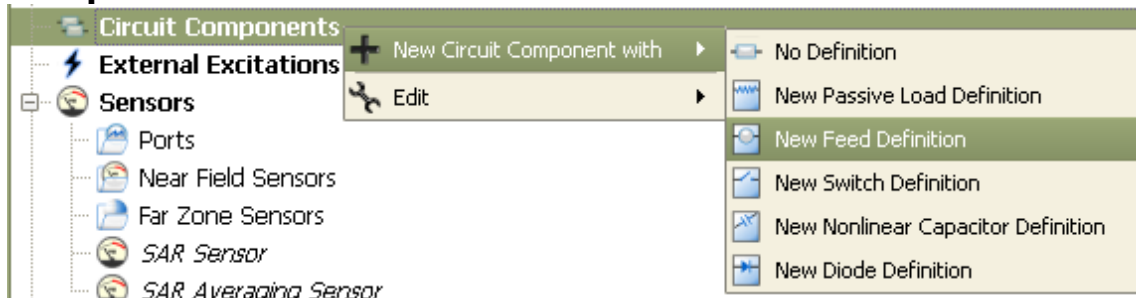 Circuit Components
External Excitations
Sensors
Ports
Near Field Sensors
Far Zone Sensors
SAR Sensor
SAR Averaging Sensor
New Circuit Component with
Edit
No Definition
New Passive Load Definition
New Feed Definition
New Switch Definition
New Nonlinear Capacitor Definition
New Diode Definition